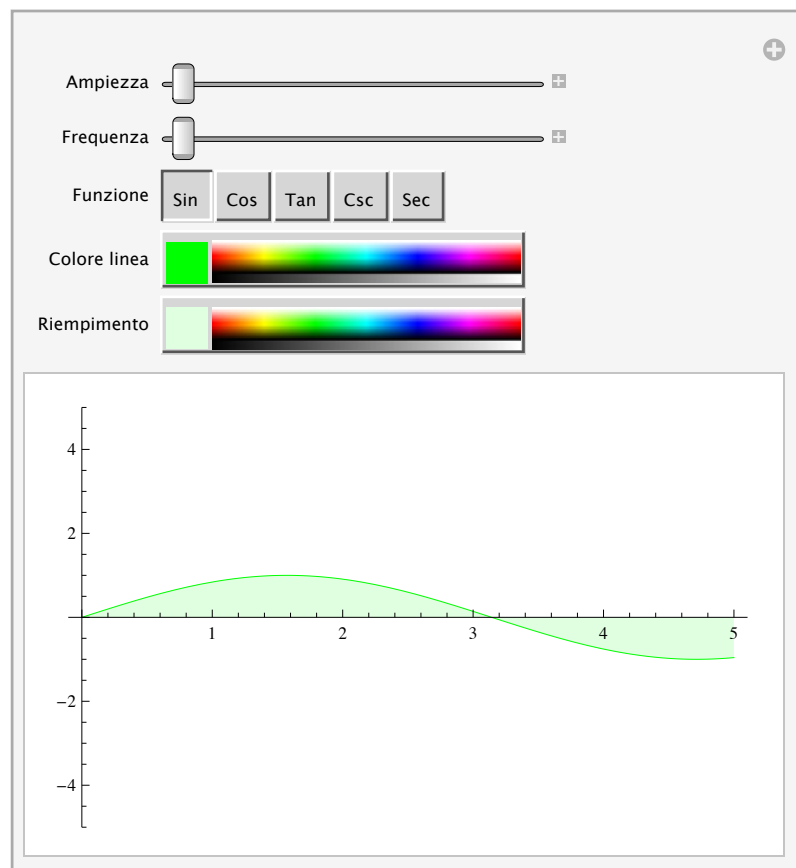 Ampiezza
Frequenza
Funzione Sin Cos Tan Csc Sec
Colore linea
Riempimento
4
2
1 2 3 4 5
−2
−4